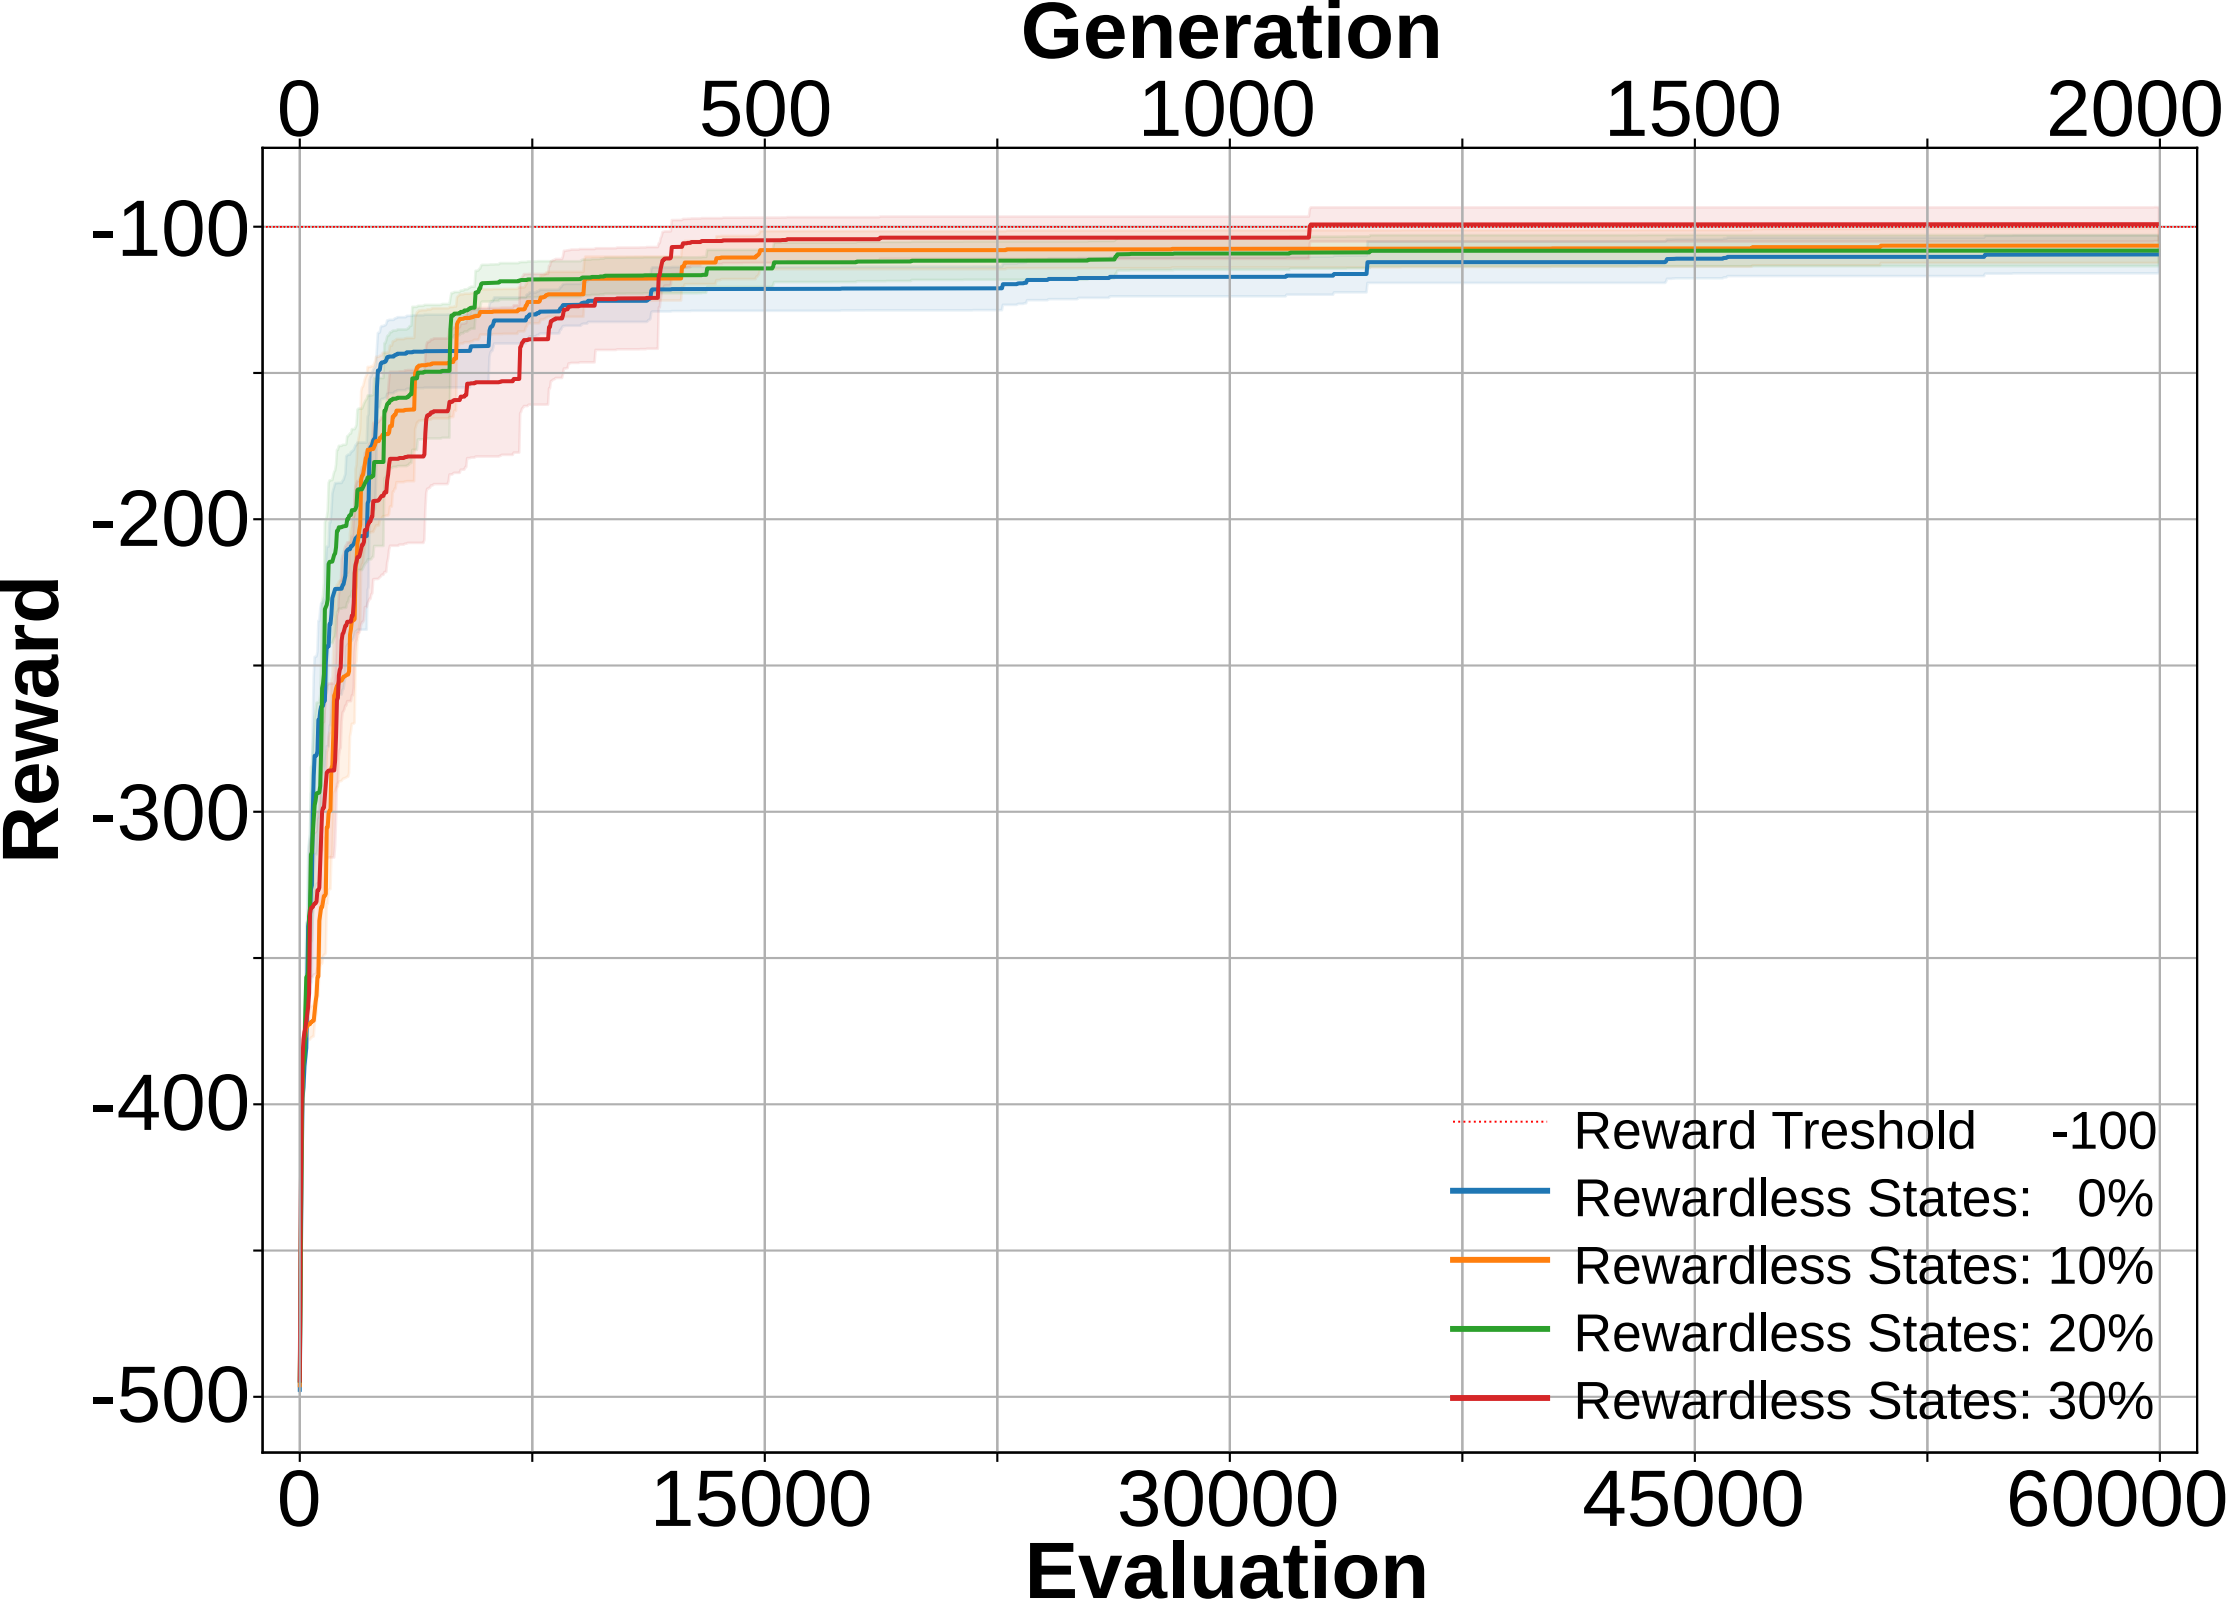 Generation
0 500 1000 1500 2000
-100
-200
-300
-400
-500
Reward
Reward Treshold -100
Rewardless States: 0%
Rewardless States: 10%
Rewardless States: 20%
Rewardless States: 30%
0 15000 30000 45000 60000
Evaluation